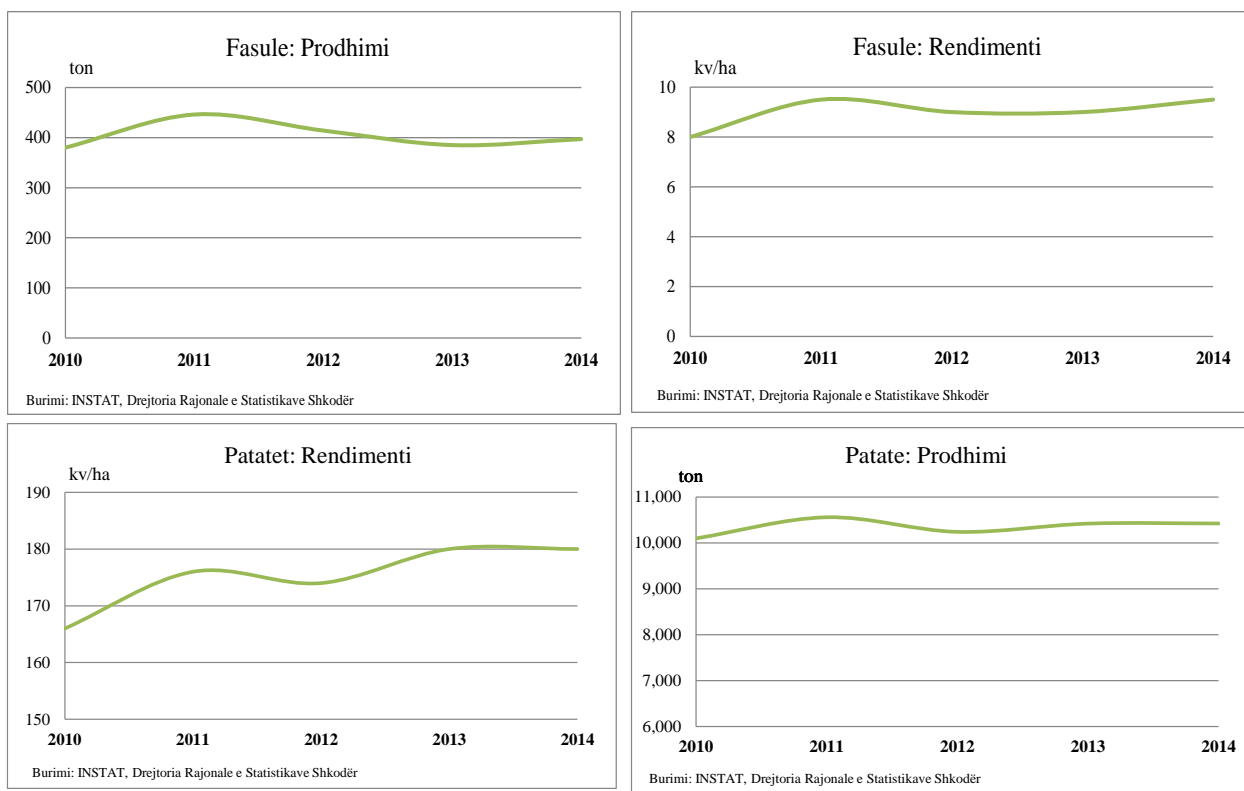 Fasule: Prodhimi
ton
500
400
300
200
100
0
2010 2011 2012 2013 2014
Burimi: INSTAT, Drejtoria Rajonale e Statistikave Shkodër
Fasule: Rendimenti
kv/ha
10
8
6
4
2
0
2010 2011 2012 2013 2014
Burimi: INSTAT, Drejtoria Rajonale e Statistikave Shkodër
Patatet: Rendimenti
kv/ha
190
180
170
160
150
2010 2011 2012 2013 2014
Burimi: INSTAT, Drejtoria Rajonale e Statistikave Shkodër
Patate: Prodhimi
ton
11,000
10,000
9,000
8,000
7,000
6,000
2010 2011 2012 2013 2014
Burimi: INSTAT, Drejtoria Rajonale e Statistikave Shkodër